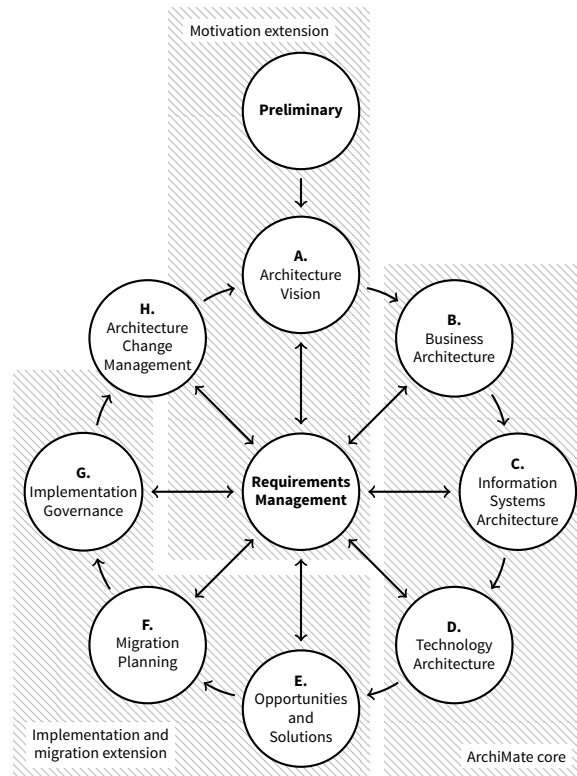 Motivation extension
Preliminary
A.
Architecture
Vision
H.
Architecture
Change
Management
B.
Business
Architecture
G.
Implementation
Governance
Requirements
Management
C.
Information
Systems
Architecture
F.
Migration
Planning
D.
Technology
Architecture
E.
Opportunities
and
Solutions
Implementation and
migration extension
ArchiMate core